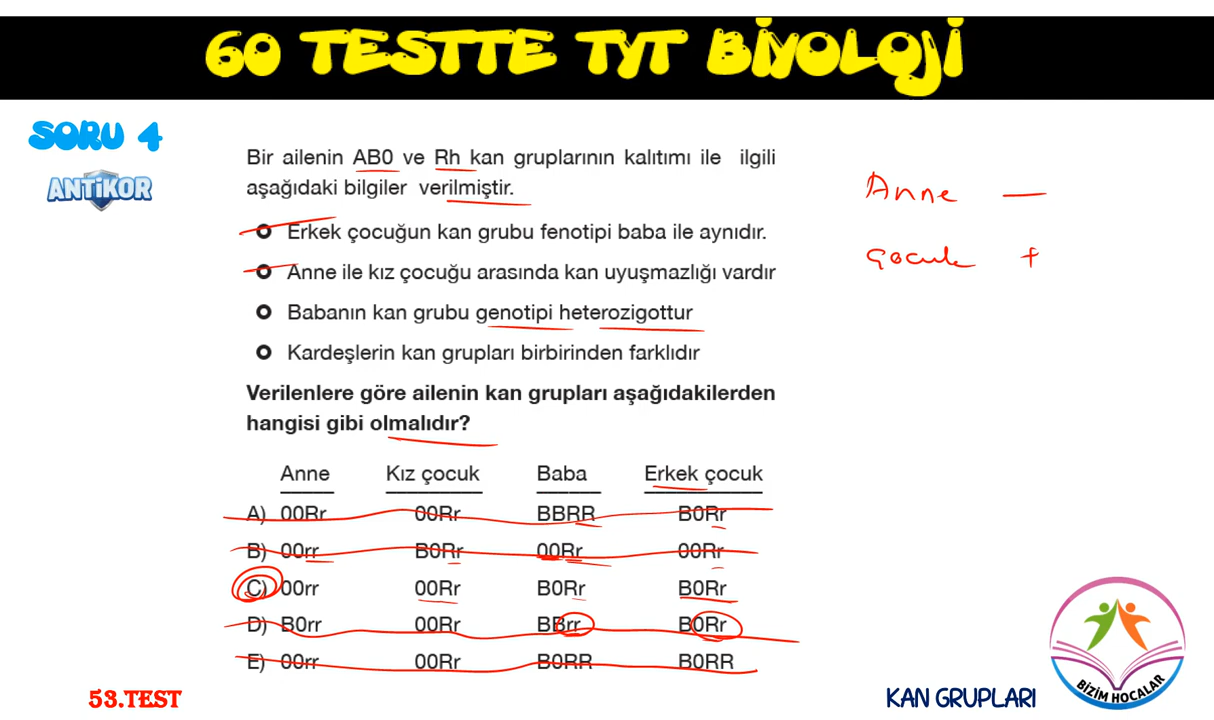 60 TESTTE TYT BİYOLOJİ
SORU 4
ANTİKOR
Bir ailenin AB0 ve Rh kan gruplarının kalıtımı ile ilgili
aşağıdaki bilgiler verilmiştir.
Erkek çocuğun kan grubu fenotipi baba ile aynıdır.
Anne ile kız çocuğu arasında kan uyuşmazlığı vardır
Babanın kan grubu genotipi heterozigottur
Kardeşlerin kan grupları birbirinden farklıdır
Verilenlere göre ailenin kan grupları aşağıdakilerden
hangisi gibi olmalıdır?
Anne Kız çocuk Baba Erkek çocuk
A) 00Rr 00Rr BBRR B0Rr
B) 00rr B0Rr 00Rr 00Rr
C) 00rr 00Rr B0Rr B0Rr
D) B0rr 00Rr BBrr B0Rr
E) 00rr 00Rr B0RR B0RR
Anne —
Çocuk +
53.TEST
KAN GRUPLARI
BİZİM HOCALAR